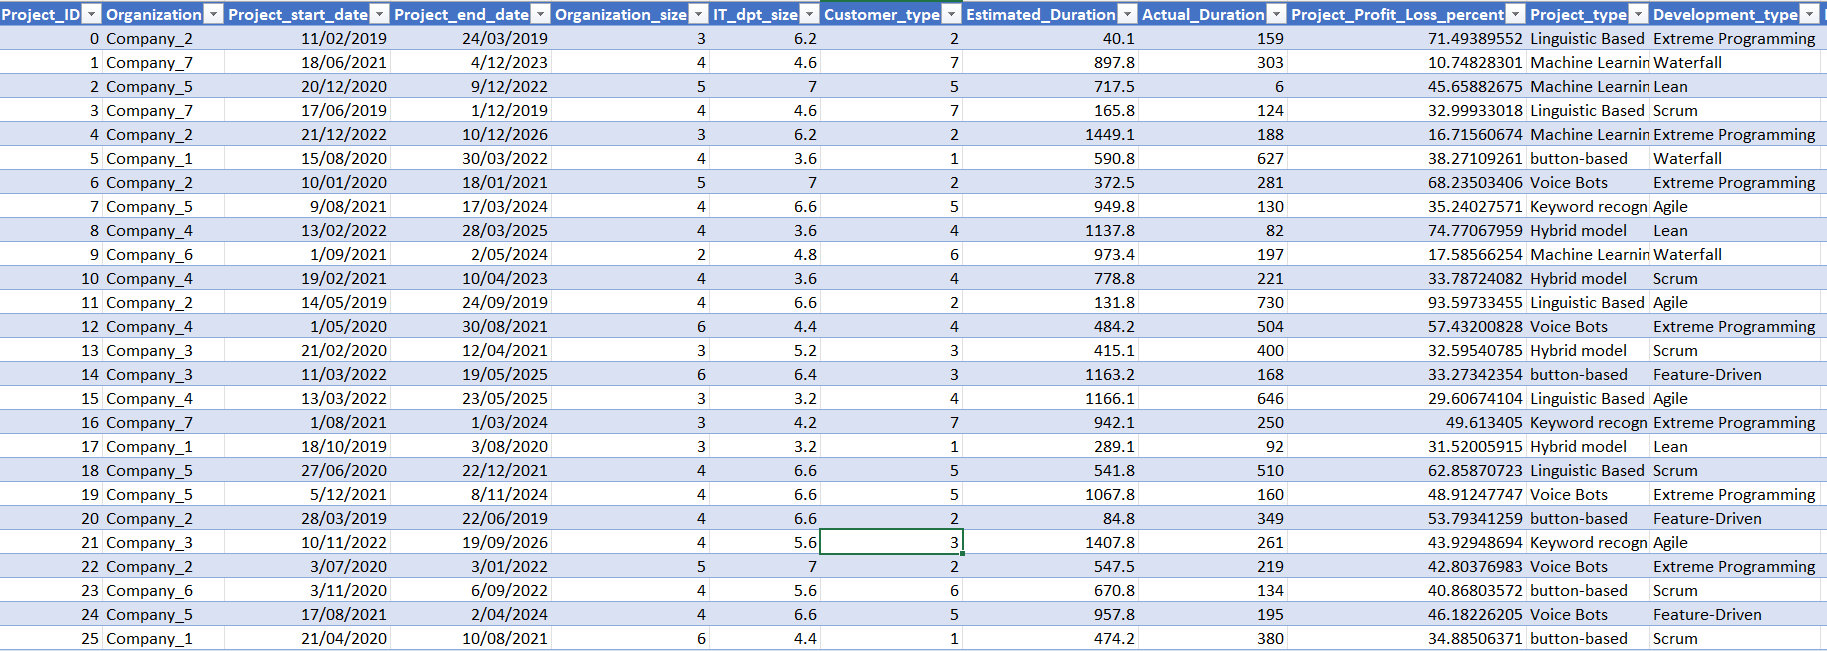 Project_ID Organization Project_start_date Project_end_date Organization_size IT_dpt_size Customer_type Estimated_Duration Actual_Duration Project_Profit_Loss_percent Project_type Development_type
0 Company_2 11/02/2019 24/03/2019 3 6.2 2 40.1 159 71.49389552 Linguistic Based Extreme Programming
1 Company_7 18/06/2021 4/12/2023 4 4.6 7 897.8 303 10.74828301 Machine Learnin Waterfall
2 Company_5 20/12/2020 9/12/2022 5 7 5 717.5 6 45.65882675 Machine Learnin Lean
3 Company_7 17/06/2019 1/12/2019 4 4.6 7 165.8 124 32.99933018 Linguistic Based Scrum
4 Company_2 21/12/2022 10/12/2026 3 6.2 2 1449.1 188 16.71560674 Machine Learnin Extreme Programming
5 Company_1 15/08/2020 30/03/2022 4 3.6 1 590.8 627 38.27109261 button-based Waterfall
6 Company_2 10/01/2020 18/01/2021 5 7 2 372.5 281 68.23503406 Voice Bots Extreme Programming
7 Company_5 9/08/2021 17/03/2024 4 6.6 5 949.8 130 35.24027571 Keyword recogn Agile
8 Company_4 13/02/2022 28/03/2025 4 3.6 4 1137.8 82 74.77067959 Hybrid model Lean
9 Company_6 1/09/2021 2/05/2024 2 4.8 6 973.4 197 17.58566254 Machine Learnin Waterfall
10 Company_4 19/02/2021 10/04/2023 4 3.6 4 778.8 221 33.78724082 Hybrid model Scrum
11 Company_2 14/05/2019 24/09/2019 4 6.6 2 131.8 730 93.59733455 Linguistic Based Agile
12 Company_4 1/05/2020 30/08/2021 6 4.4 4 484.2 504 57.43200828 Voice Bots Extreme Programming
13 Company_3 21/02/2020 12/04/2021 3 5.2 3 415.1 400 32.59540785 Hybrid model Scrum
14 Company_3 11/03/2022 19/05/2025 6 6.4 3 1163.2 168 33.27342354 button-based Feature-Driven
15 Company_4 13/03/2022 23/05/2025 3 3.2 4 1166.1 646 29.60674104 Linguistic Based Agile
16 Company_7 1/08/2021 1/03/2024 3 4.2 7 942.1 250 49.613405 Keyword recogn Extreme Programming
17 Company_1 18/10/2019 3/08/2020 3 3.2 1 289.1 92 31.52005915 Hybrid model Lean
18 Company_5 27/06/2020 22/12/2021 4 6.6 5 541.8 510 62.85870723 Linguistic Based Scrum
19 Company_5 5/12/2021 8/11/2024 4 6.6 5 1067.8 160 48.91247747 Voice Bots Extreme Programming
20 Company_2 28/03/2019 22/06/2019 4 6.6 2 84.8 349 53.79341259 button-based Feature-Driven
21 Company_3 10/11/2022 19/09/2026 4 5.6 3 1407.8 261 43.92948694 Keyword recogn Agile
22 Company_2 3/07/2020 3/01/2022 5 7 2 547.5 219 42.80376983 Voice Bots Extreme Programming
23 Company_6 3/11/2020 6/09/2022 4 5.6 6 670.8 134 40.86803572 button-based Scrum
24 Company_5 17/08/2021 2/04/2024 4 6.6 5 957.8 195 46.18226205 Voice Bots Feature-Driven
25 Company_1 21/04/2020 10/08/2021 6 4.4 1 474.2 380 34.88506371 button-based Scrum